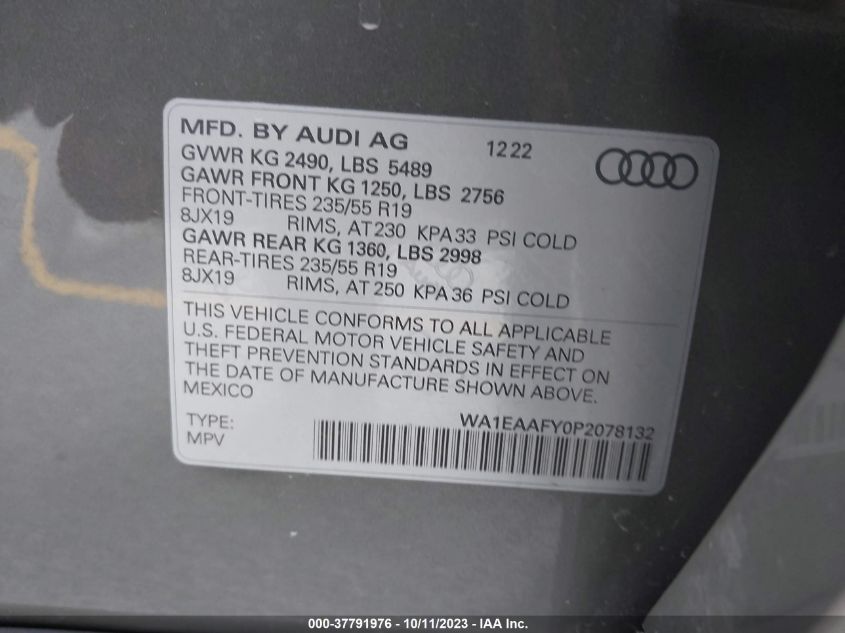 MFD. BY AUDI AG 1222
GVWR KG 2490, LBS 5489
GAWR FRONT KG 1250, LBS 2756
FRONT-TIRES 235/55 R19
8JX19 RIMS, AT 230 KPA 33 PSI COLD
GAWR REAR KG 1360, LBS 2998
REAR-TIRES 235/55 R19
8JX19 RIMS, AT 250 KPA 36 PSI COLD
THIS VEHICLE CONFORMS TO ALL APPLICABLE
U.S. FEDERAL MOTOR VEHICLE SAFETY AND
THEFT PREVENTION STANDARDS IN EFFECT ON
THE DATE OF MANUFACTURE SHOWN ABOVE.
MEXICO
TYPE: WA1EAAFY0P2078132
MPV
000-37791976 - 10/11/2023 - IAA Inc.